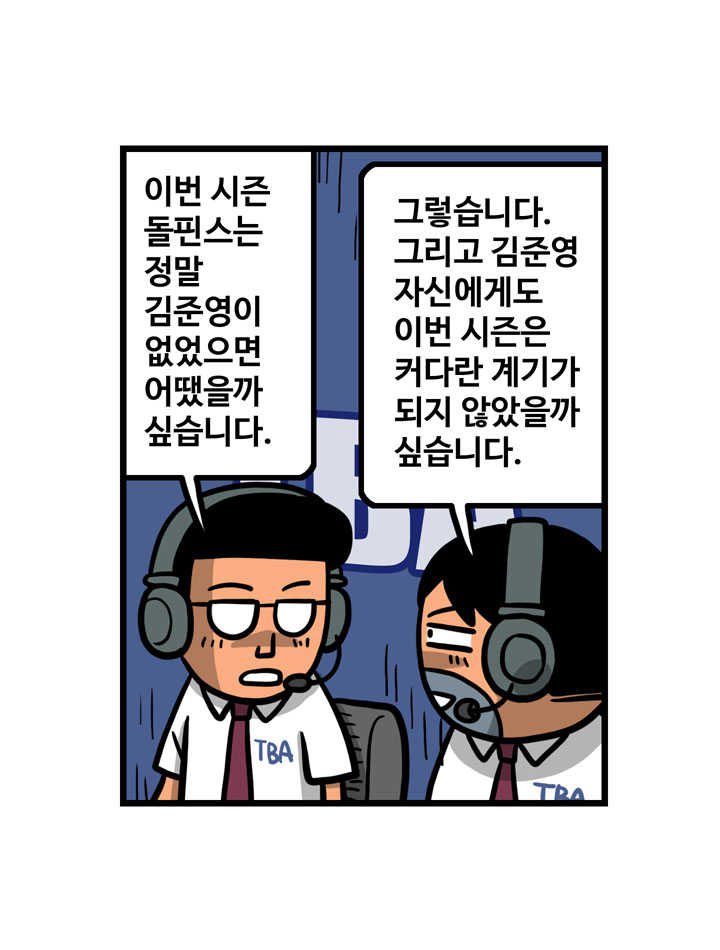 이번 시즌
돌핀스는
정말
김준영이
없었으면
어땠을까
싶습니다.
그렇습니다.
그리고 김준영
자신에게도
이번 시즌은
커다란 계기가
되지 않았을까
싶습니다.
BA
TBA
TBA